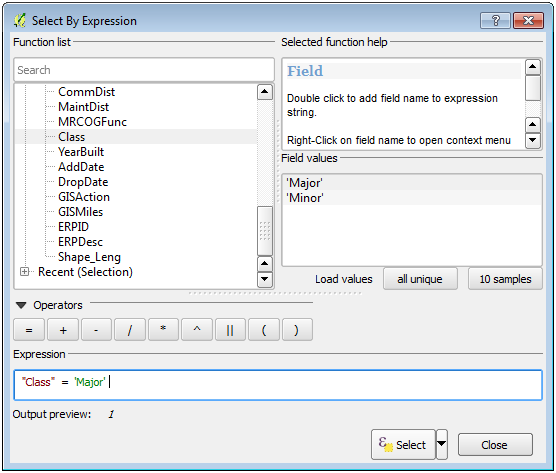 Select By Expression
Function list
Selected function help
Search
CommDist
MaintDist
MRCOGFunc
Class
YearBuilt
AddDate
DropDate
GISAction
GISMiles
ERPID
ERPDesc
Shape_Leng
Recent (Selection)
Field
Double click to add field name to expression
string.
Right-Click on field name to open context menu
Field values
'Major'
'Minor'
Load values all unique 10 samples
Operators
= + - / * ^ || ( )
Expression
"Class" = 'Major'
Output preview: 1
ε Select Close